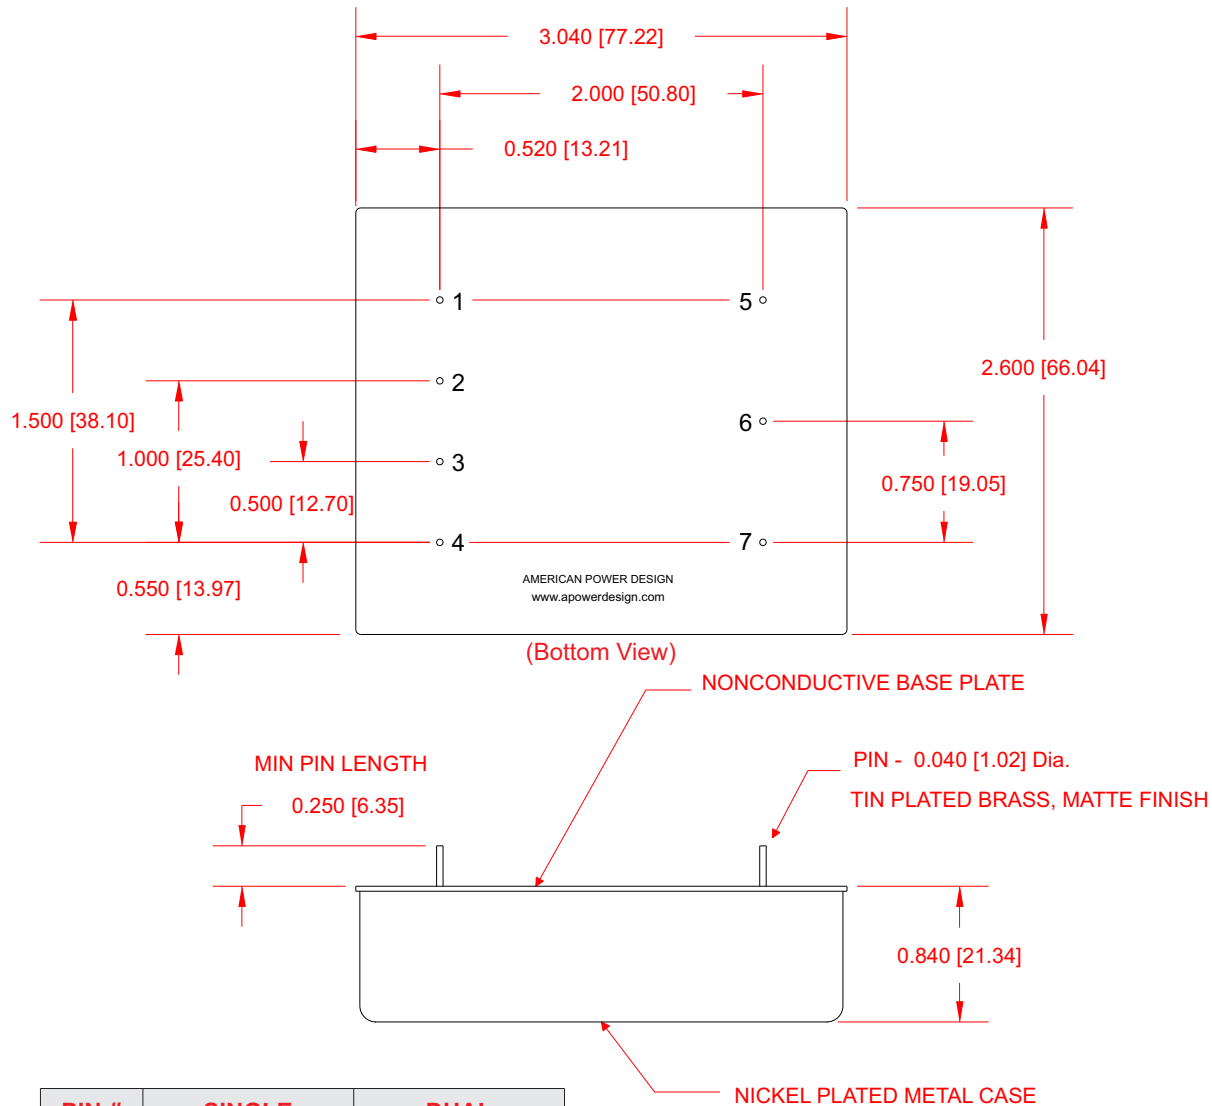 3.040 [77.22]
2.000 [50.80]
0.520 [13.21]
1
5
2.600 [66.04]
2
1.500 [38.10]
6
1.000 [25.40]
3
0.750 [19.05]
0.500 [12.70]
4
7
0.550 [13.97]
AMERICAN POWER DESIGN
www.apowerdesign.com
(Bottom View)
NONCONDUCTIVE BASE PLATE
MIN PIN LENGTH
0.250 [6.35]
PIN - 0.040 [1.02] Dia.
TIN PLATED BRASS, MATTE FINISH
0.840 [21.34]
NICKEL PLATED METAL CASE
PIN # SINGLE DUAL